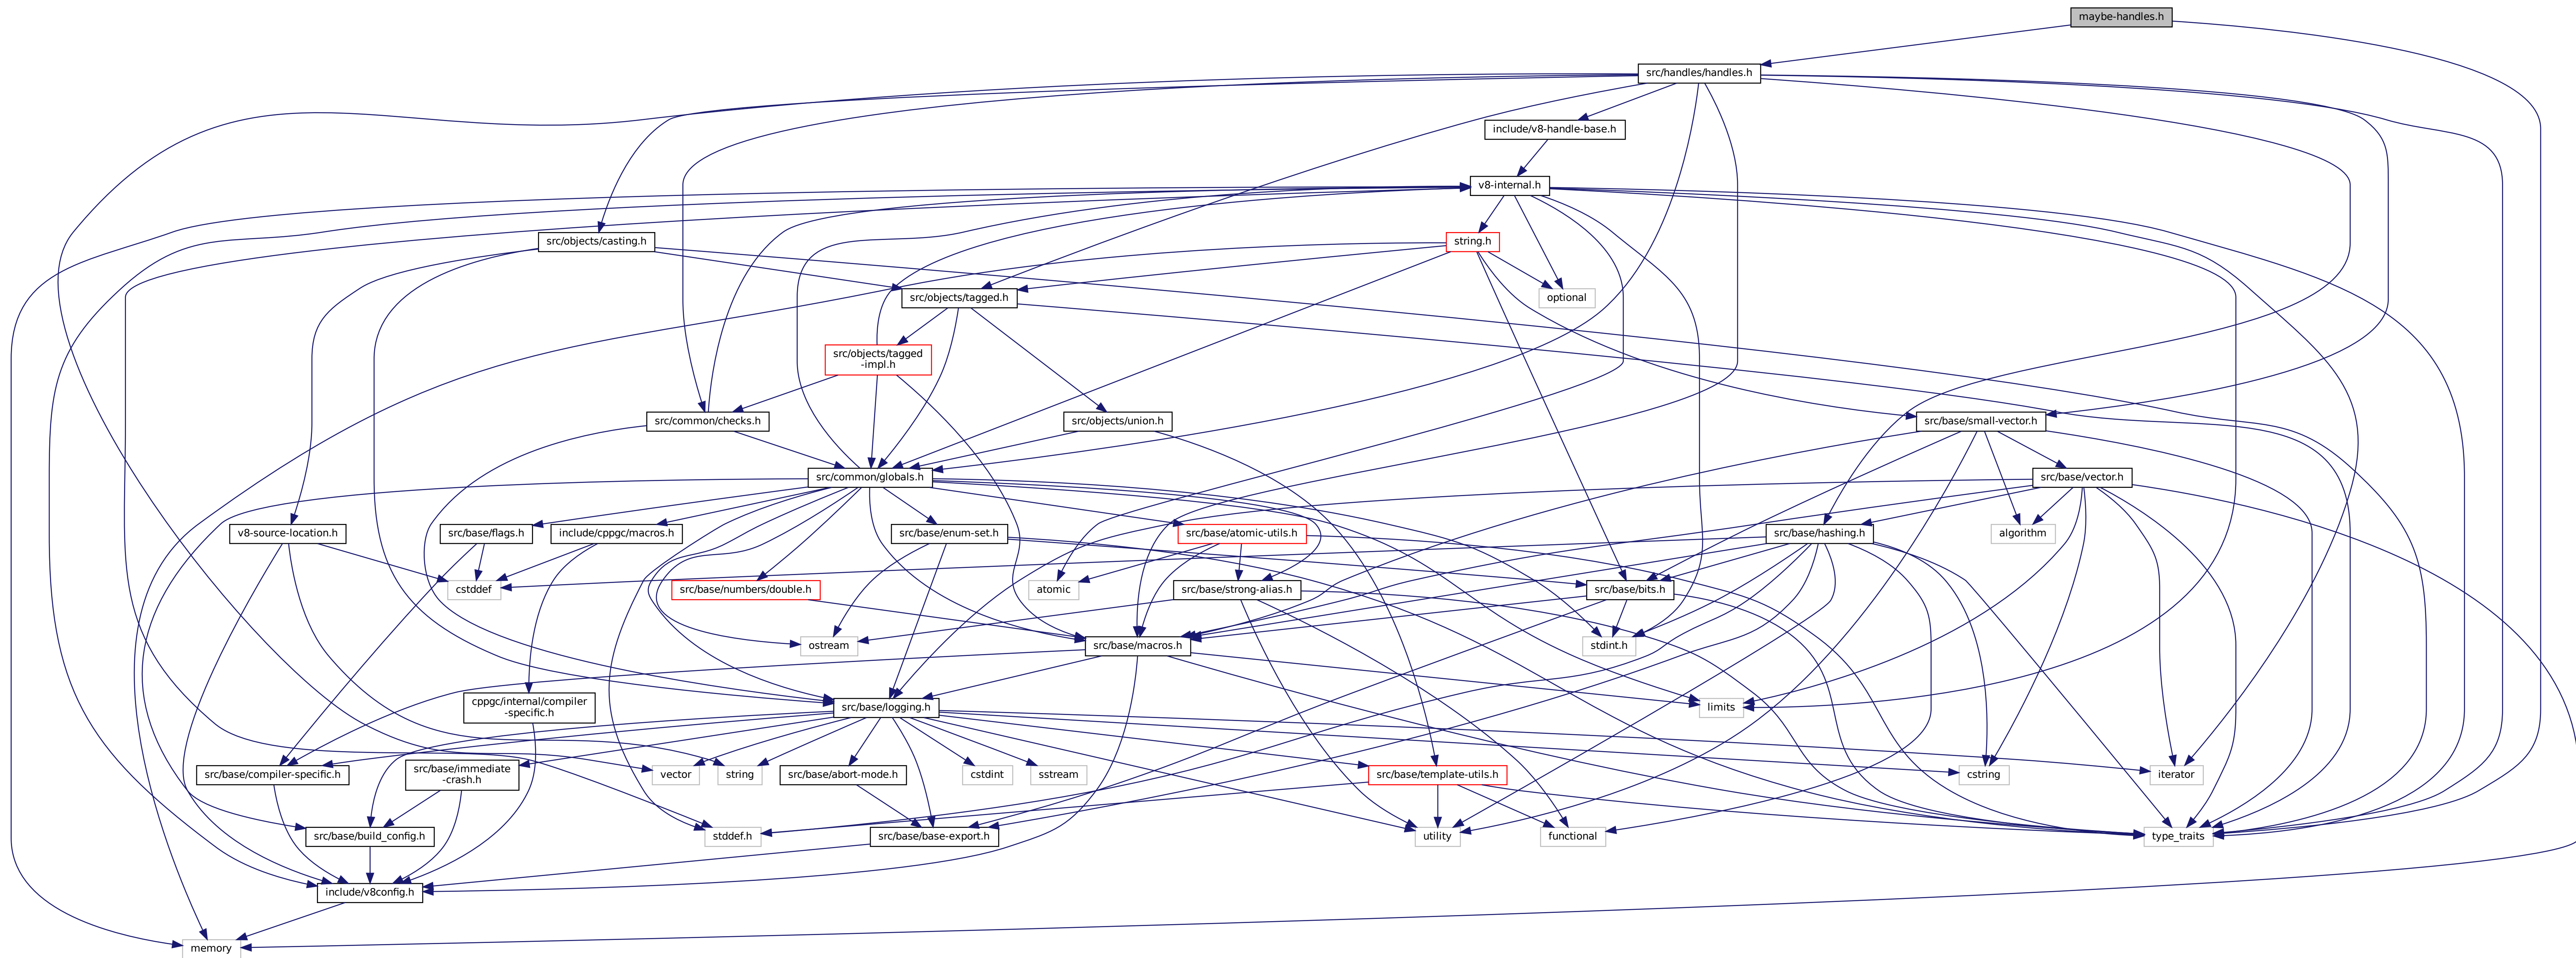 maybe-handles.h
src/handles/handles.h
include/v8-handle-base.h
v8-internal.h
src/objects/casting.h
string.h
src/objects/tagged.h
optional
src/objects/tagged
-impl.h
src/common/checks.h
src/objects/union.h
src/base/small-vector.h
src/common/globals.h
src/base/vector.h
v8-source-location.h
src/base/flags.h
include/cppgc/macros.h
src/base/enum-set.h
src/base/atomic-utils.h
src/base/hashing.h
algorithm
cstddef
src/base/numbers/double.h
atomic
src/base/strong-alias.h
src/base/bits.h
ostream
src/base/macros.h
stdint.h
cppgc/internal/compiler
-specific.h
src/base/logging.h
limits
src/base/compiler-specific.h
src/base/immediate
-crash.h
vector
string
src/base/abort-mode.h
cstdint
sstream
src/base/template-utils.h
cstring
iterator
src/base/build_config.h
stddef.h
src/base/base-export.h
utility
functional
type_traits
include/v8config.h
memory